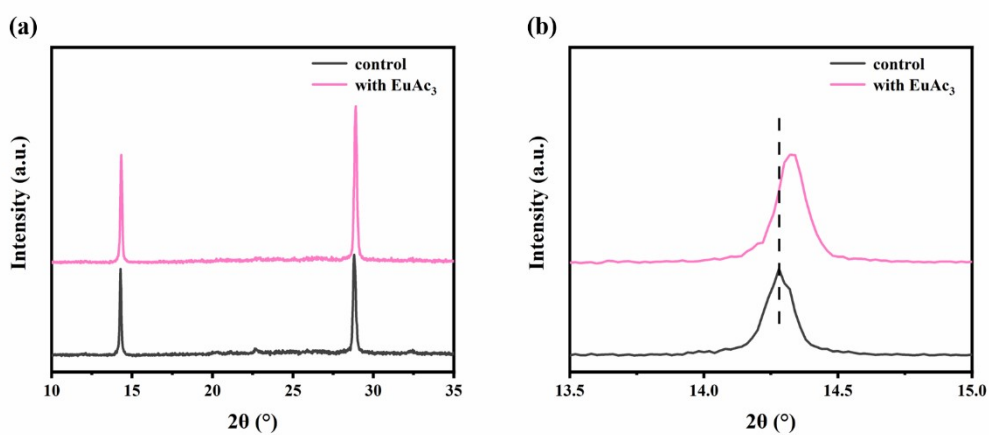 (a)
control
with EuAc₃
Intensity (a.u.)
10 15 20 25 30 35
2θ (°)
(b)
control
with EuAc₃
Intensity (a.u.)
13.5 14.0 14.5 15.0
2θ (°)